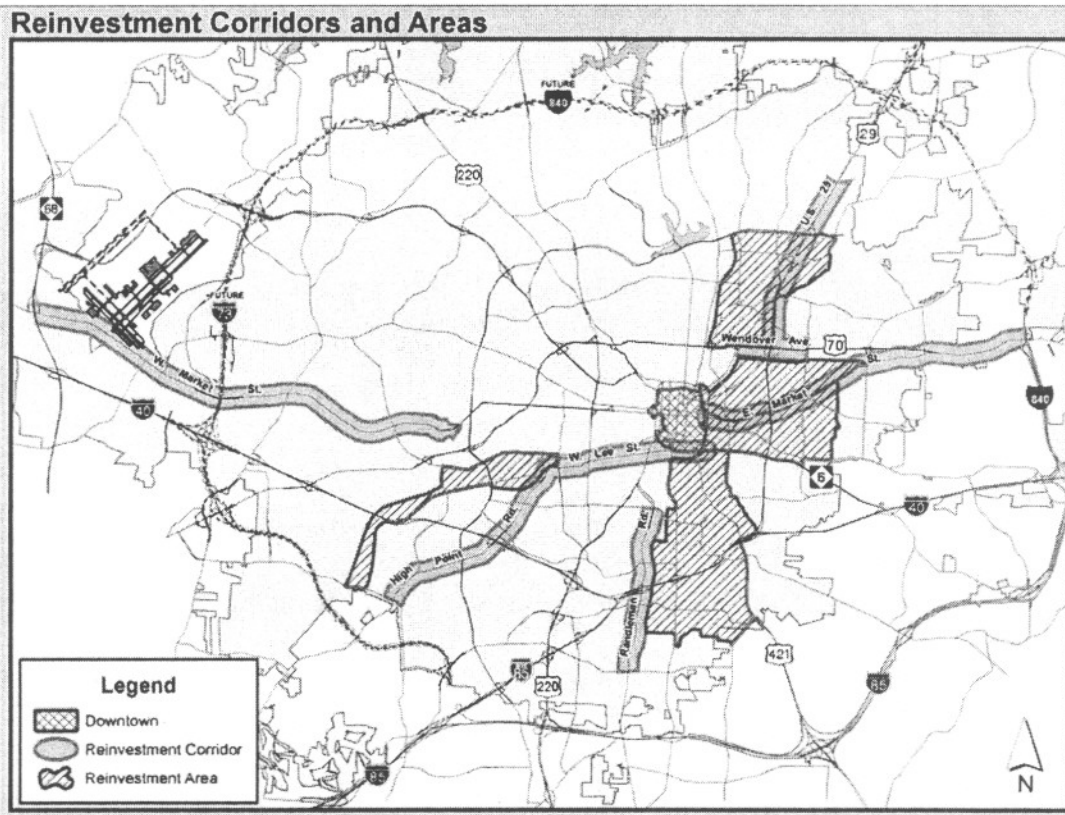 Reinvestment Corridors and Areas
FUTURE
840
29
220
68
U.S. 29
FUTURE
73
Wendover Ave.
70
W. Market St.
E. Market St.
40
840
W. Lee St.
6
40
High Point Rd.
Randleman Rd.
421
85
220
85
85
Legend
Downtown
Reinvestment Corridor
Reinvestment Area
N